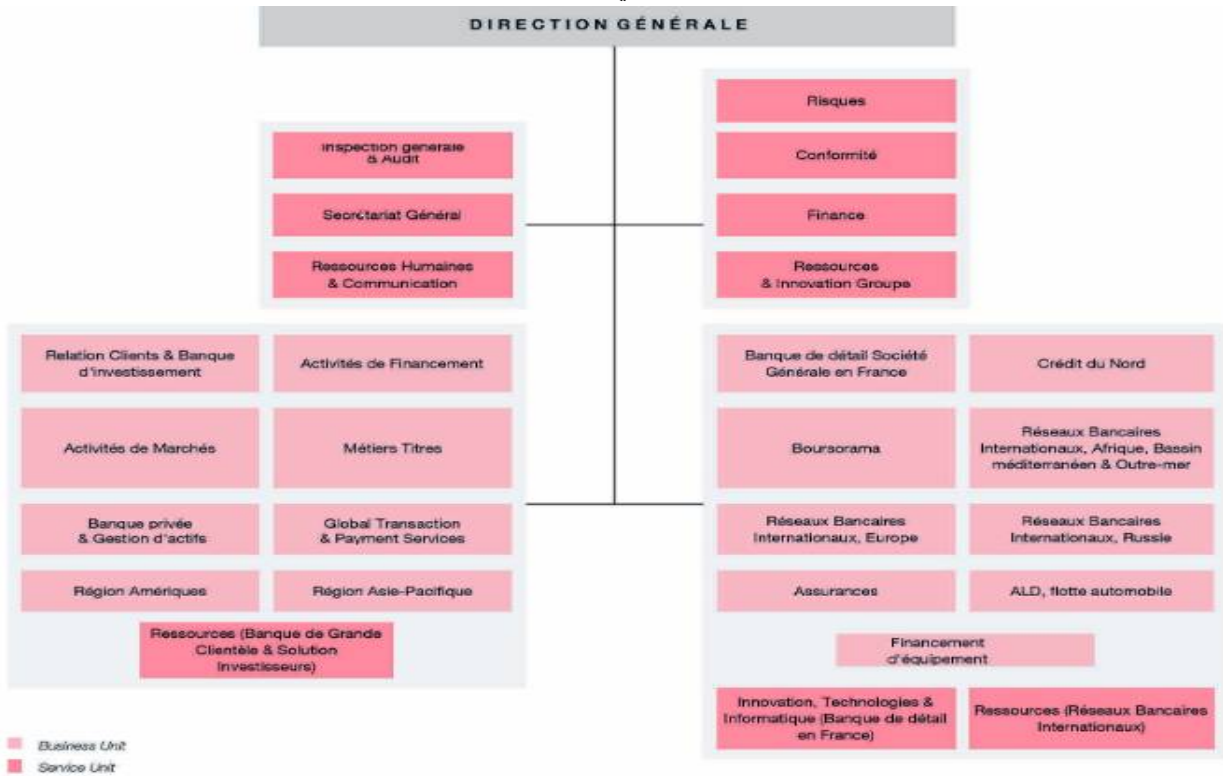 DIRECTION GÉNÉRALE
Inspection générale
& Audit
Secrétariat Général
Ressources Humaines
& Communication
Risques
Conformité
Finance
Ressources
& Innovation Groupe
Relation Clients & Banque
d'investissement
Activités de Financement
Activités de Marchés
Métiers Titres
Banque privée
& Gestion d'actifs
Global Transaction
& Payment Services
Région Amériques
Région Asie-Pacifique
Ressources (Banque de Grande
Clientèle & Solution
Investisseurs)
Banque de détail Société
Générale en France
Crédit du Nord
Boursorama
Réseaux Bancaires
Internationaux, Afrique, Bassin
méditerranéen & Outre-mer
Réseaux Bancaires
Internationaux, Europe
Réseaux Bancaires
Internationaux, Russie
Assurances
ALD, flotte automobile
Financement
d'équipement
Innovation, Technologies &
Informatique (Banque de détail
en France)
Ressources (Réseaux Bancaires
Internationaux)
Business Unit
Service Unit